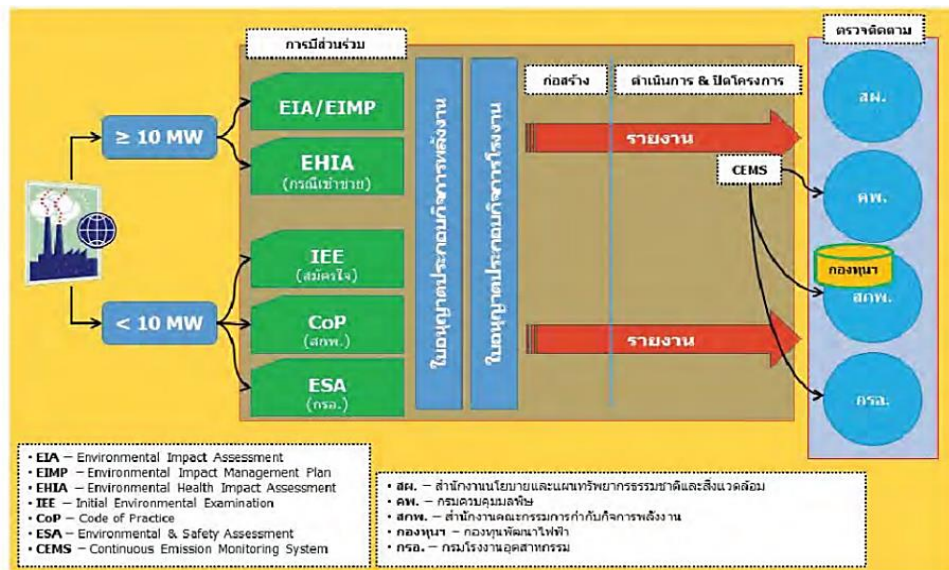 การมีส่วนร่วม
ตรวจติดตาม
EIA/EIMP
EHIA
(กรณีเข้าข่าย)
≥ 10 MW
IEE
(สมัครใจ)
CoP
(สกพ.)
ESA
(กรอ.)
< 10 MW
ใบอนุญาตประกอบกิจการพลังงาน
ใบอนุญาตประกอบกิจการโรงงาน
ก่อสร้าง
ดำเนินการ & ปิดโครงการ
รายงาน
CEMS
รายงาน
สผ.
คพ.
กองทุนฯ
สกพ.
กรอ.
• EIA – Environmental Impact Assessment
• EIMP – Environmental Impact Management Plan
• EHIA – Environmental Health Impact Assessment
• IEE – Initial Environmental Examination
• CoP – Code of Practice
• ESA – Environmental & Safety Assessment
• CEMS – Continuous Emission Monitoring System
• สผ. – สำนักงานนโยบายและแผนทรัพยากรธรรมชาติและสิ่งแวดล้อม
• คพ. – กรมควบคุมมลพิษ
• สกพ. – สำนักงานคณะกรรมการกำกับกิจการพลังงาน
• กองทุนฯ – กองทุนพัฒนาไฟฟ้า
• กรอ. – กรมโรงงานอุตสาหกรรม